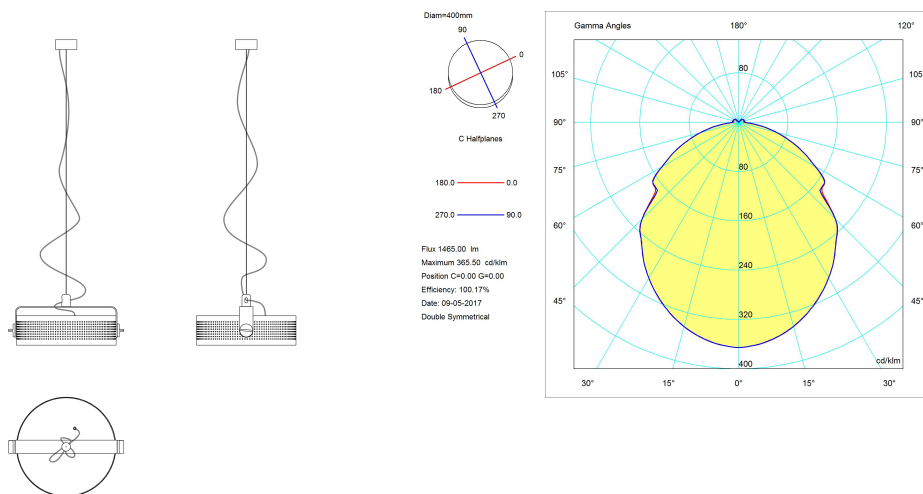 Diam=400mm
90
0
180
270
C Halfplanes
180.0 0.0
270.0 90.0
Flux 1465.00 lm
Maximum 365.50 cd/klm
Position C=0.00 G=0.00
Efficiency: 100.17%
Date: 09-05-2017
Double Symmetrical
Gamma Angles 180° 120°
80
105° 105°
90° 90°
80
75° 75°
160
60° 60°
240
45° 45°
320
400 cd/klm
30° 15° 0° 15° 30°